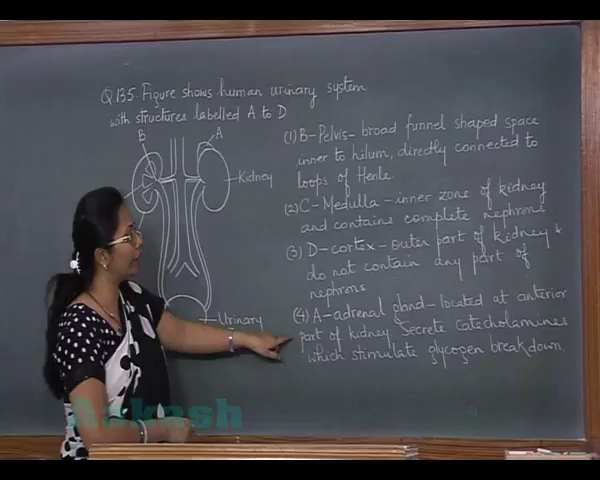 Q.135. Figure shows human urinary system
with structures labelled A to D
B
A
Kidney
Urinary
(1) B-Pelvis- broad funnel shaped space
inner to hilum, directly connected to
loops of Henle
(2) C- Medulla - inner zone of kidney
and contains complete nephrons
(3) D- cortex- outer part of kidney &
do not contain any part of
nephrons
(4) A- adrenal gland- located at anterior
part of kidney Secrete Catecholamines
which stimulate glycogen breakdown.
Aakash